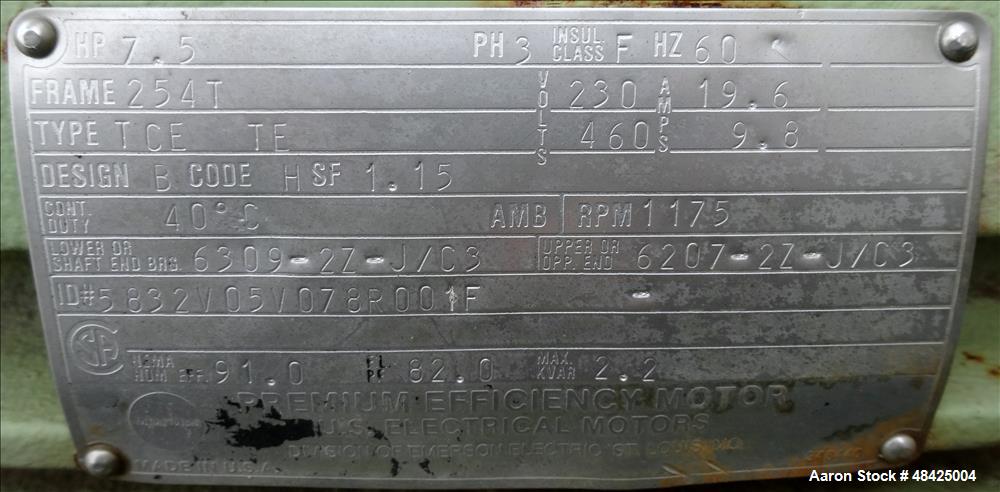 HP 7.5 PH 3 INSUL. CLASS F HZ 60
FRAME 254T VOLTS 230 AMPS 19.6
TYPE TCE TE 460 9.8
DESIGN B CODE H SF 1.15
CONT. DUTY 40°C AMB RPM 1175
LOWER OR SHAFT END BRG. 6309-2Z-J/C3 UPPER OR OPP. END 6207-2Z-J/C3
ID# 5832V05V078R001F -
NEMA NOM EFF. 91.0 PF 82.0 MAX. KVAR 2.2
PREMIUM EFFICIENCY MOTOR
U.S. ELECTRICAL MOTORS
DIVISION OF EMERSON ELECTRIC ST. LOUIS, MO.
MADE IN U.S.A.
Aaron Stock # 48425004